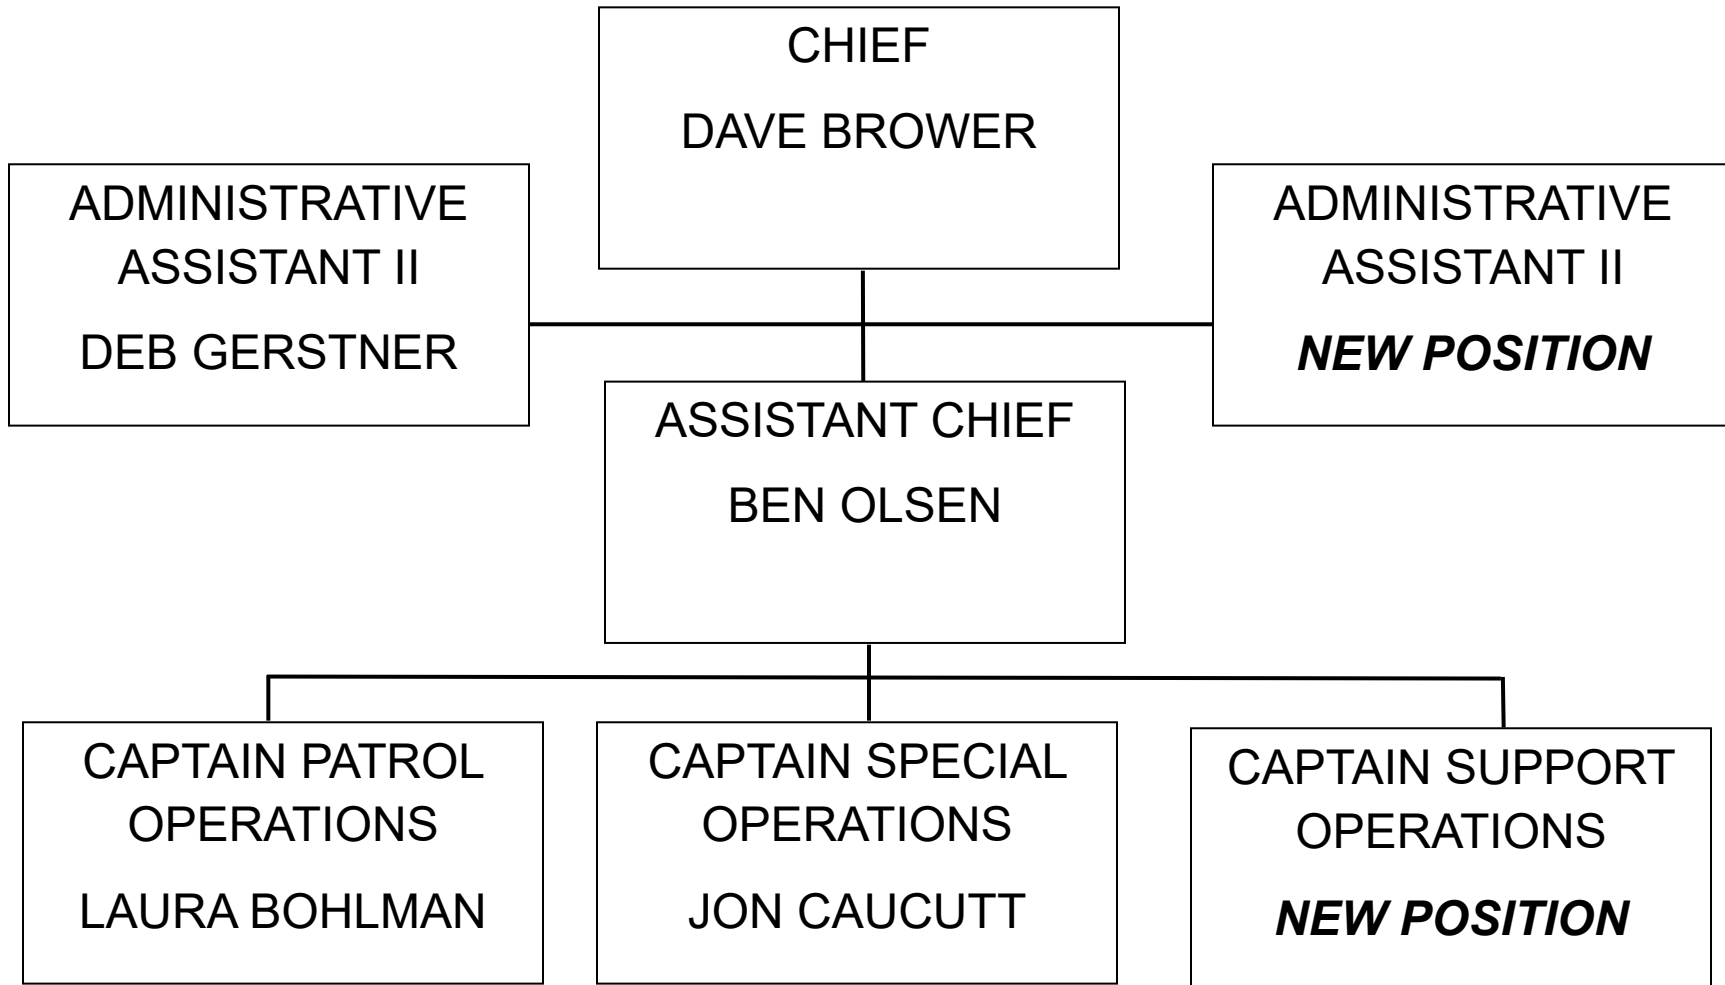 CHIEF
DAVE BROWER
ADMINISTRATIVE
ASSISTANT II
DEB GERSTNER
ADMINISTRATIVE
ASSISTANT II
NEW POSITION
ASSISTANT CHIEF
BEN OLSEN
CAPTAIN PATROL
OPERATIONS
LAURA BOHLMAN
CAPTAIN SPECIAL
OPERATIONS
JON CAUCUTT
CAPTAIN SUPPORT
OPERATIONS
NEW POSITION